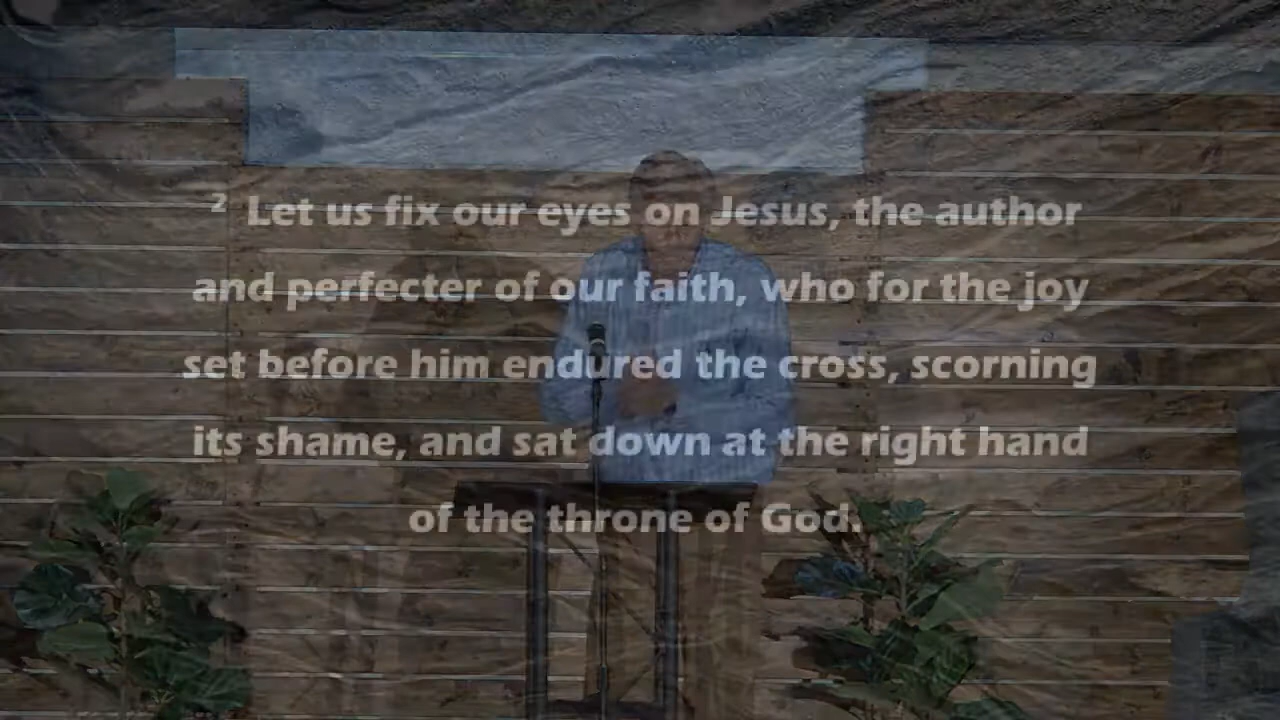 ² Let us fix our eyes on Jesus, the author
and perfecter of our faith, who for the joy
set before him endured the cross, scorning
its shame, and sat down at the right hand
of the throne of God.